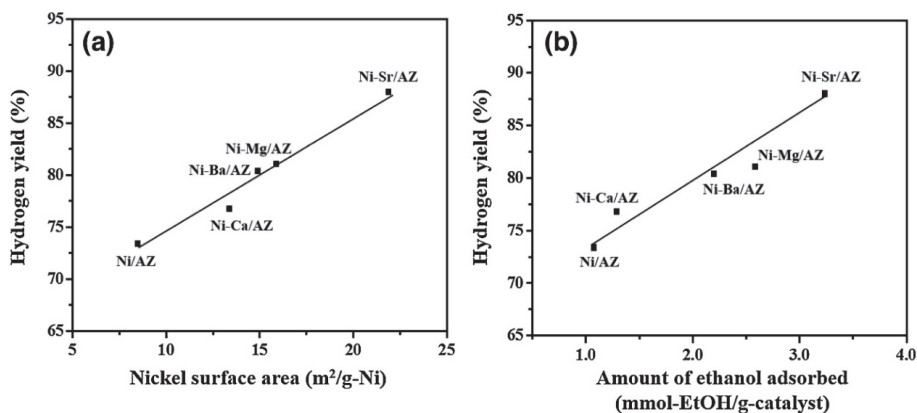 (a)
Hydrogen yield (%)
95
90
85
80
75
70
65
Ni-Sr/AZ
Ni-Mg/AZ
Ni-Ba/AZ
Ni-Ca/AZ
Ni/AZ
5
10
15
20
25
Nickel surface area (m²/g-Ni)
(b)
Hydrogen yield (%)
95
90
85
80
75
70
65
Ni-Sr/AZ
Ni-Mg/AZ
Ni-Ba/AZ
Ni-Ca/AZ
Ni/AZ
1.0
2.0
3.0
4.0
Amount of ethanol adsorbed
(mmol-EtOH/g-catalyst)